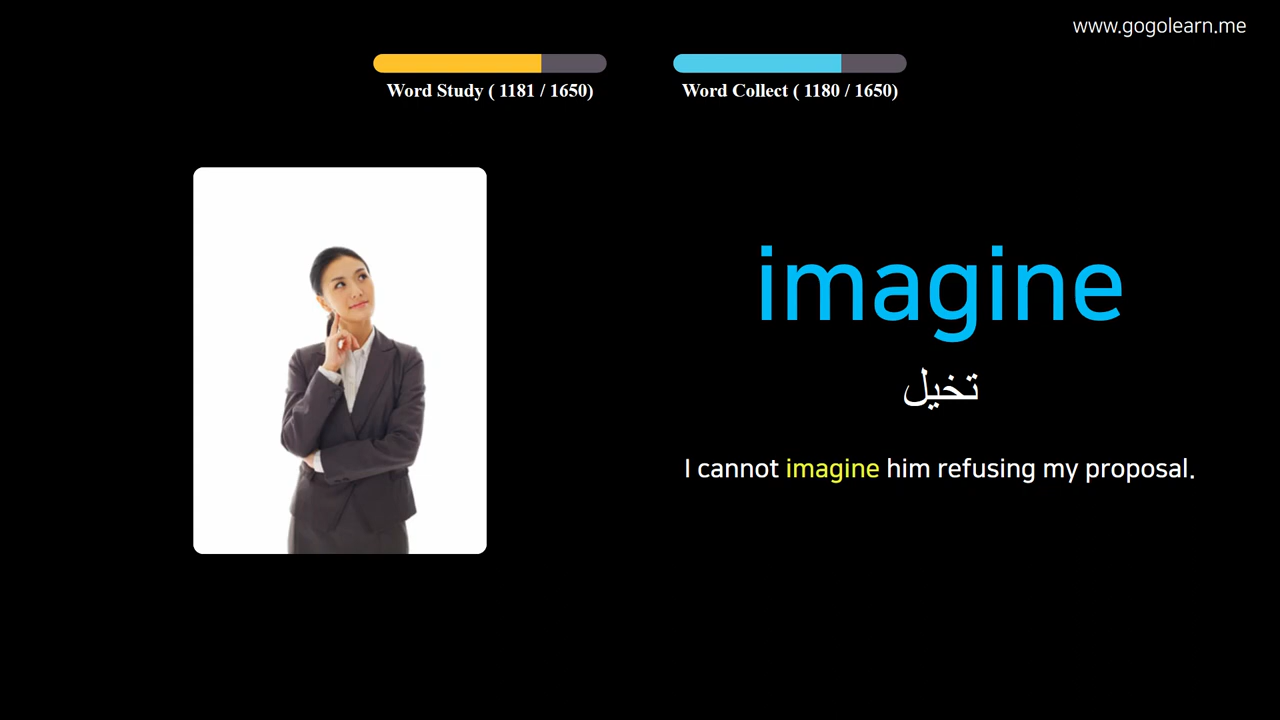 www.gogolearn.me
Word Study ( 1181 / 1650)
Word Collect ( 1180 / 1650)
imagine
تخيل
I cannot imagine him refusing my proposal.